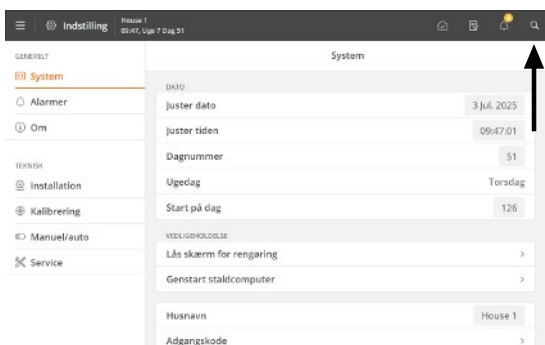 Indstilling
House 1
09:47, Uge 7 Dag 51
GENERELT
System
Alarmer
Om
TEKNISK
Installation
Kalibrering
Manuel/auto
Service
System
DATO
Juster dato 3 Jul. 2025
Juster tiden 09:47:01
Dagnummer 51
Ugedag Torsdag
Start på dag 126
VEDLIGEHOLDELSE
Lås skærm for rengøring
Genstart staldcomputer
Husnavn House 1
Adgangskode